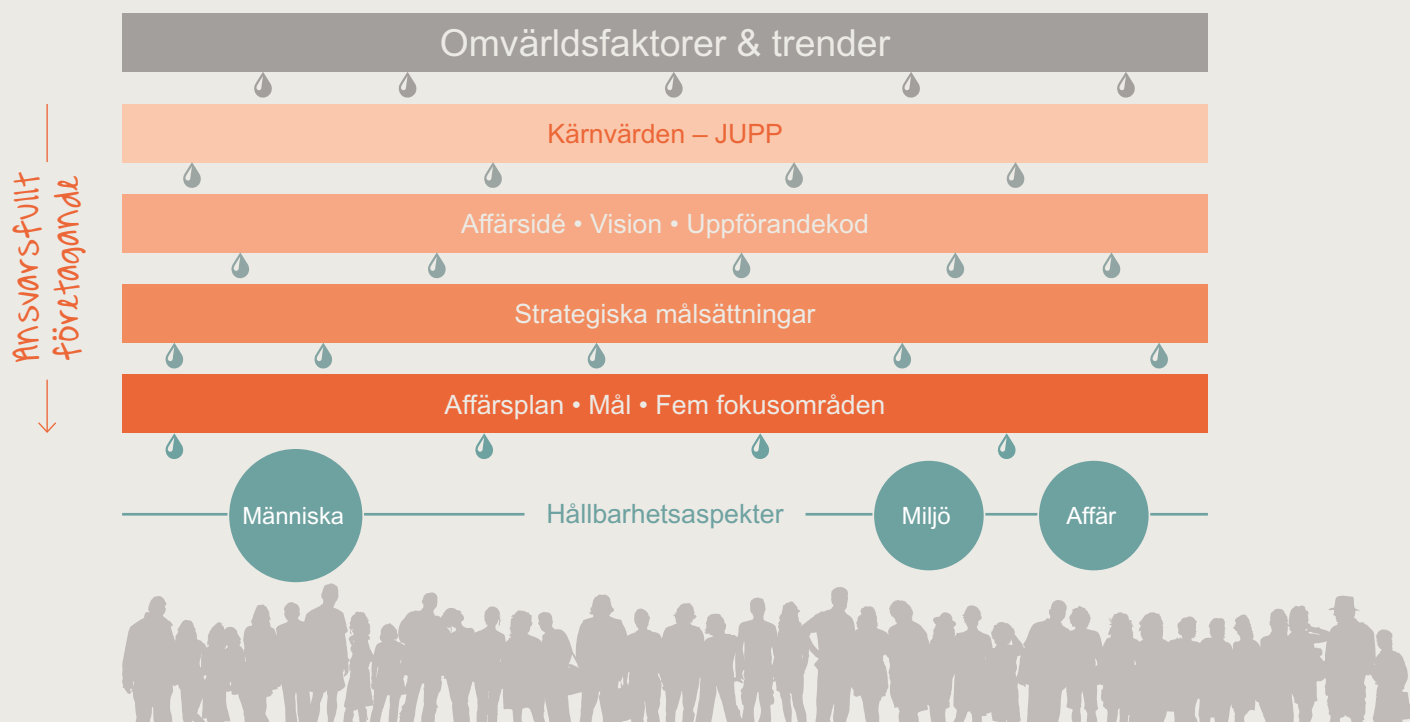 Omvärldsfaktorer & trender
Kärnvärden – JUPP
Ansvarsfullt
företagande
Affärsidé • Vision • Uppförandekod
Strategiska målsättningar
Affärsplan • Mål • Fem fokusområden
Människa
Hållbarhetsaspekter
Miljö
Affär